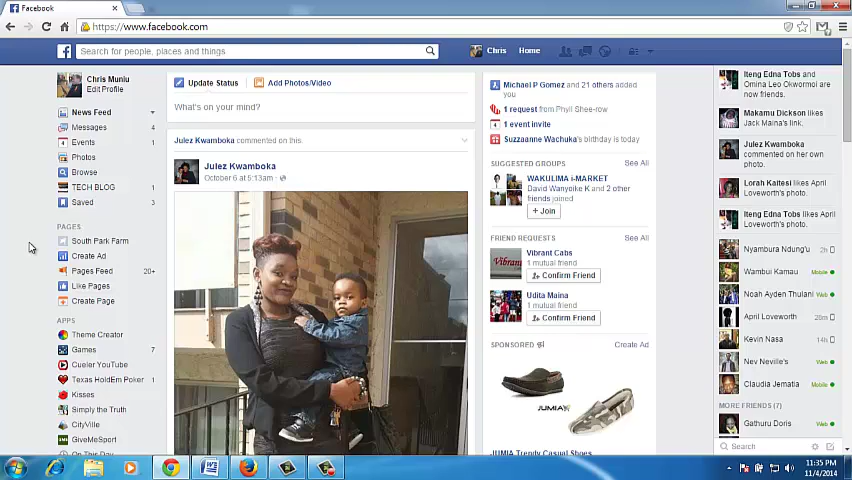 Facebook
https://www.facebook.com
Search for people, places and things
Chris
Home
Chris Muniu
Edit Profile
News Feed
Messages 4
Events 1
Photos
Browse
TECH BLOG 1
Saved 3
PAGES
South Park Farm
Create Ad
Pages Feed 20+
Like Pages
Create Page
APPS
Theme Creator
Games 7
Cueler YouTube
Texas HoldEm Poker 1
Kisses
Simply the Truth
CityVille
GiveMeSport
On This Day
Update Status
Add Photos/Video
What's on your mind?
Julez Kwamboka commented on this.
Julez Kwamboka
October 6 at 5:13am
Michael P Gomez and 21 others added
you
1 request from Phyll Shee-row
1 event invite
Suzzaanne Wachuka's birthday is today
SUGGESTED GROUPS See All
WAKULIMA i-MARKET
David Wanyoike K and 2 other
friends joined
+ Join
FRIEND REQUESTS See All
Vibrant Cabs
1 mutual friend
Confirm Friend
Udita Maina
1 mutual friend
Confirm Friend
SPONSORED Create Ad
JUMIA
JUMIA Trendy Casual Shoes
Iteng Edna Tobs and
Omina Leo Okwormoi are
now friends.
Makamu Dickson likes
Jack Maina's link.
Julez Kwamboka
commented on her own
photo.
Lorah Kaitesi likes April
Loveworth's photo.
Iteng Edna Tobs likes April
Loveworth's photo.
Nyambura Ndung'u 2h
Wambui Kamau Mobile
Noah Ayden Thulani Web
April Loveworth 20m
Kevin Nasa 14h
Nev Neville's Web
Claudia Jematia Mobile
MORE FRIENDS (7)
Gathuru Doris Web
Search
11:35 PM
11/4/2014